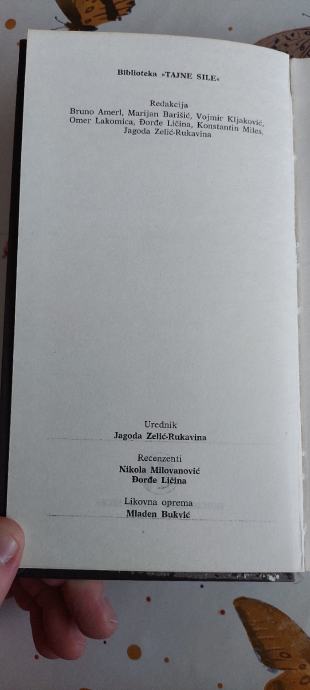 Biblioteka »TAJNE SILE«
Redakcija
Bruno Amerl, Marijan Barišić, Vojmir Kljaković,
Omer Lakomica, Đorđe Ličina, Konstantin Miles,
Jagoda Zelić-Rukavina
Urednik
Jagoda Zelić-Rukavina
Recenzenti
Nikola Milovanović
Đorđe Ličina
Likovna oprema
Mladen Bukvić